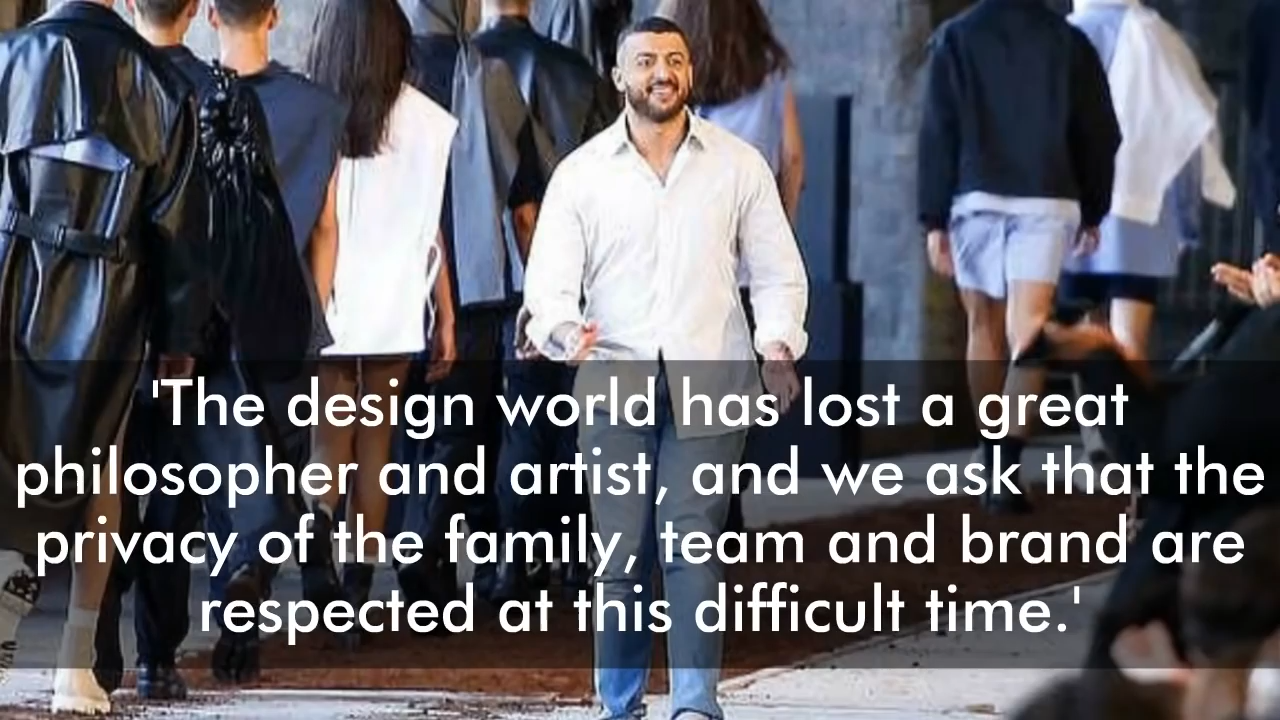 'The design world has lost a great
philosopher and artist, and we ask that the
privacy of the family, team and brand are
respected at this difficult time.'